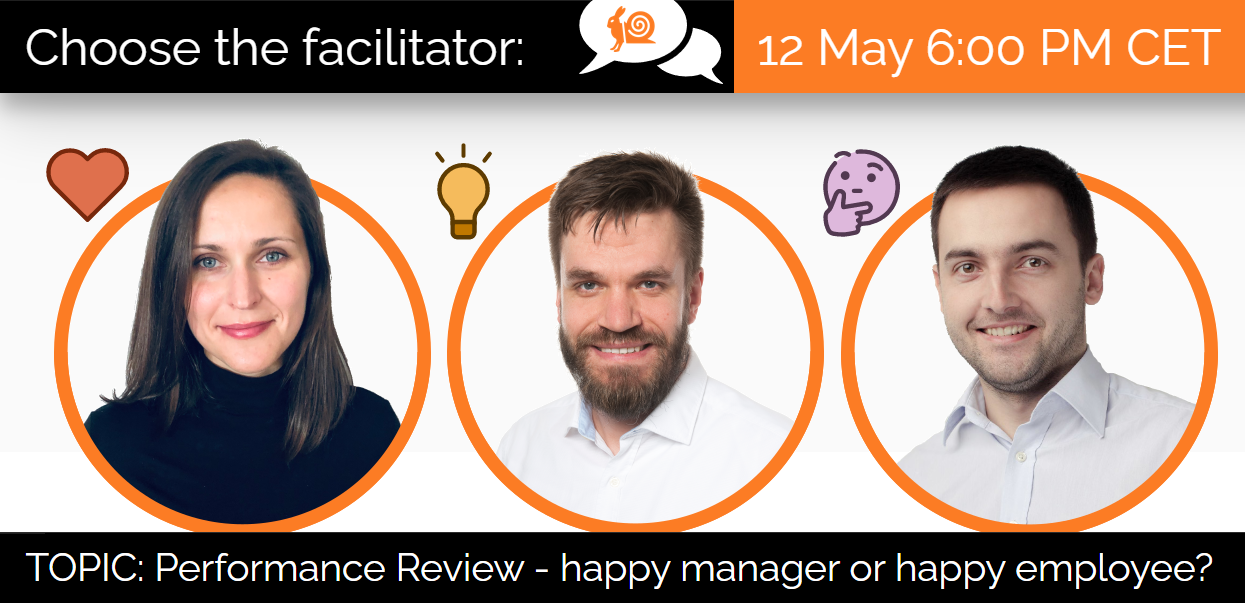 Choose the facilitator:
12 May 6:00 PM CET
TOPIC: Performance Review - happy manager or happy employee?